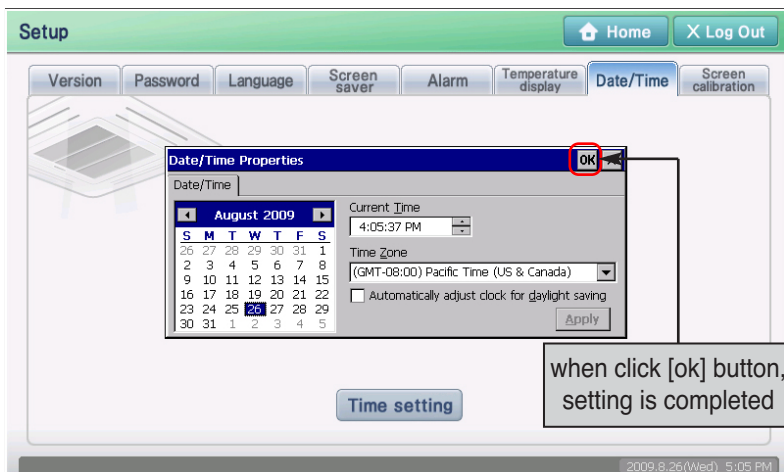 Setup
Home
X Log Out
Version
Password
Language
Screen
saver
Alarm
Temperature
display
Date/Time
Screen
calibration
Date/Time Properties
OK
Date/Time
August 2009
S M T W T F S
26 27 28 29 30 31 1
2 3 4 5 6 7 8
9 10 11 12 13 14 15
16 17 18 19 20 21 22
23 24 25 26 27 28 29
30 31 1 2 3 4 5
Current Time
4:05:37 PM
Time Zone
(GMT-08:00) Pacific Time (US & Canada)
Automatically adjust clock for daylight saving
Apply
when click [ok] button,
setting is completed
Time setting
2009.8.26(Wed) 5:05 PM